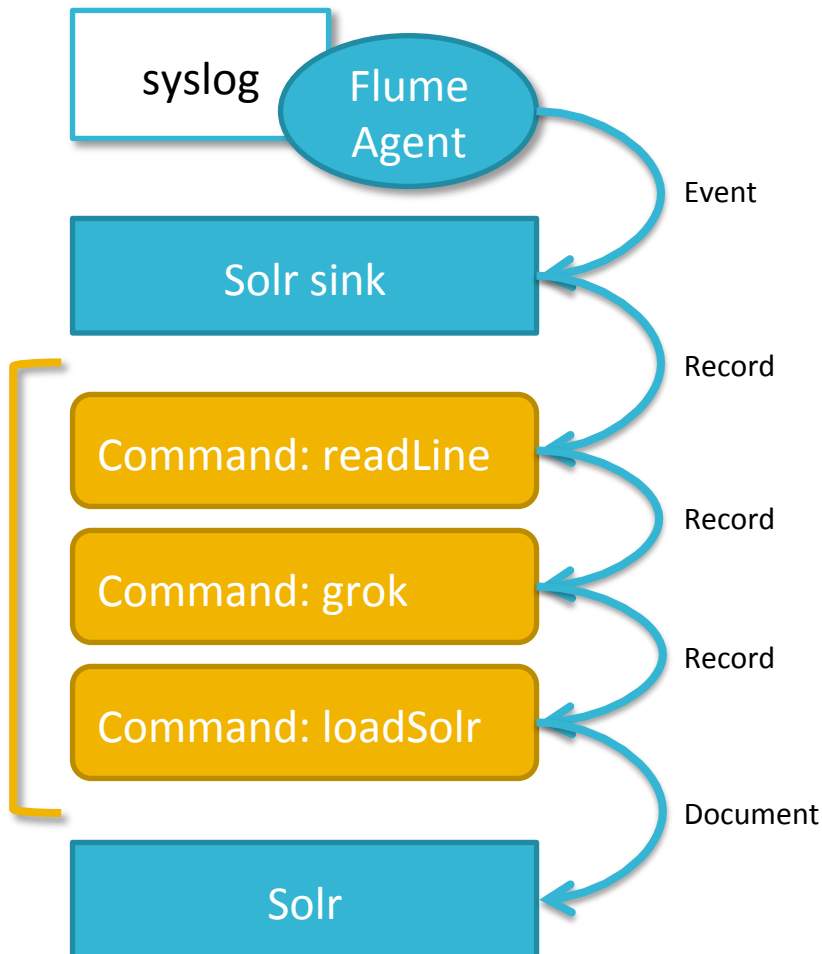 syslog
Flume
Agent
Event
Solr sink
Record
Command: readLine
Record
Command: grok
Record
Command: loadSolr
Document
Solr